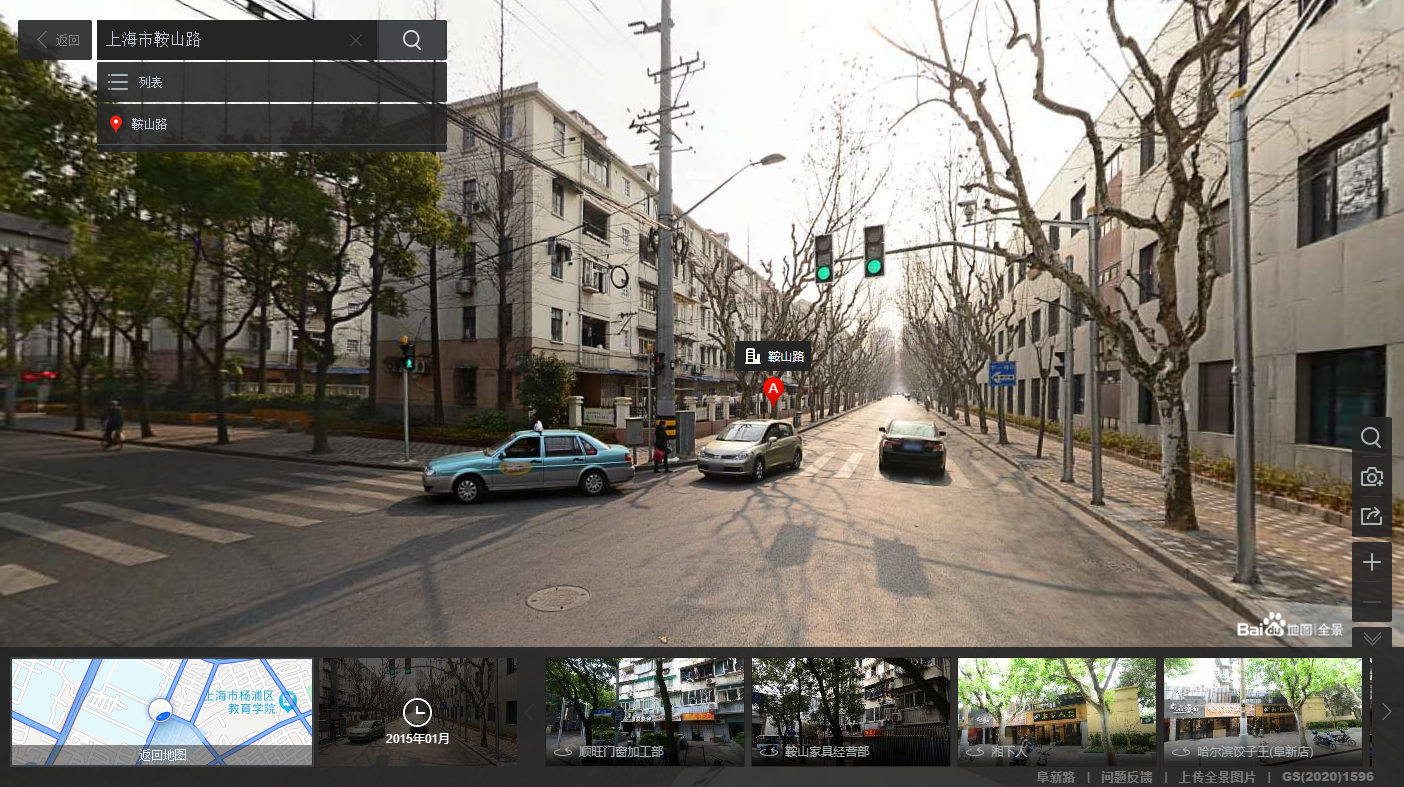 返回
上海市鞍山路
列表
鞍山路
鞍山路
A
Bai du 地图 全景
上海市杨浦区
教育学院
返回地图
2015年01月
顺旺门窗加工部
鞍山家具经营部
湘下人
哈尔滨饺子王(阜新店)
阜新路 | 问题反馈 | 上传全景图片 | GS(2020)1596